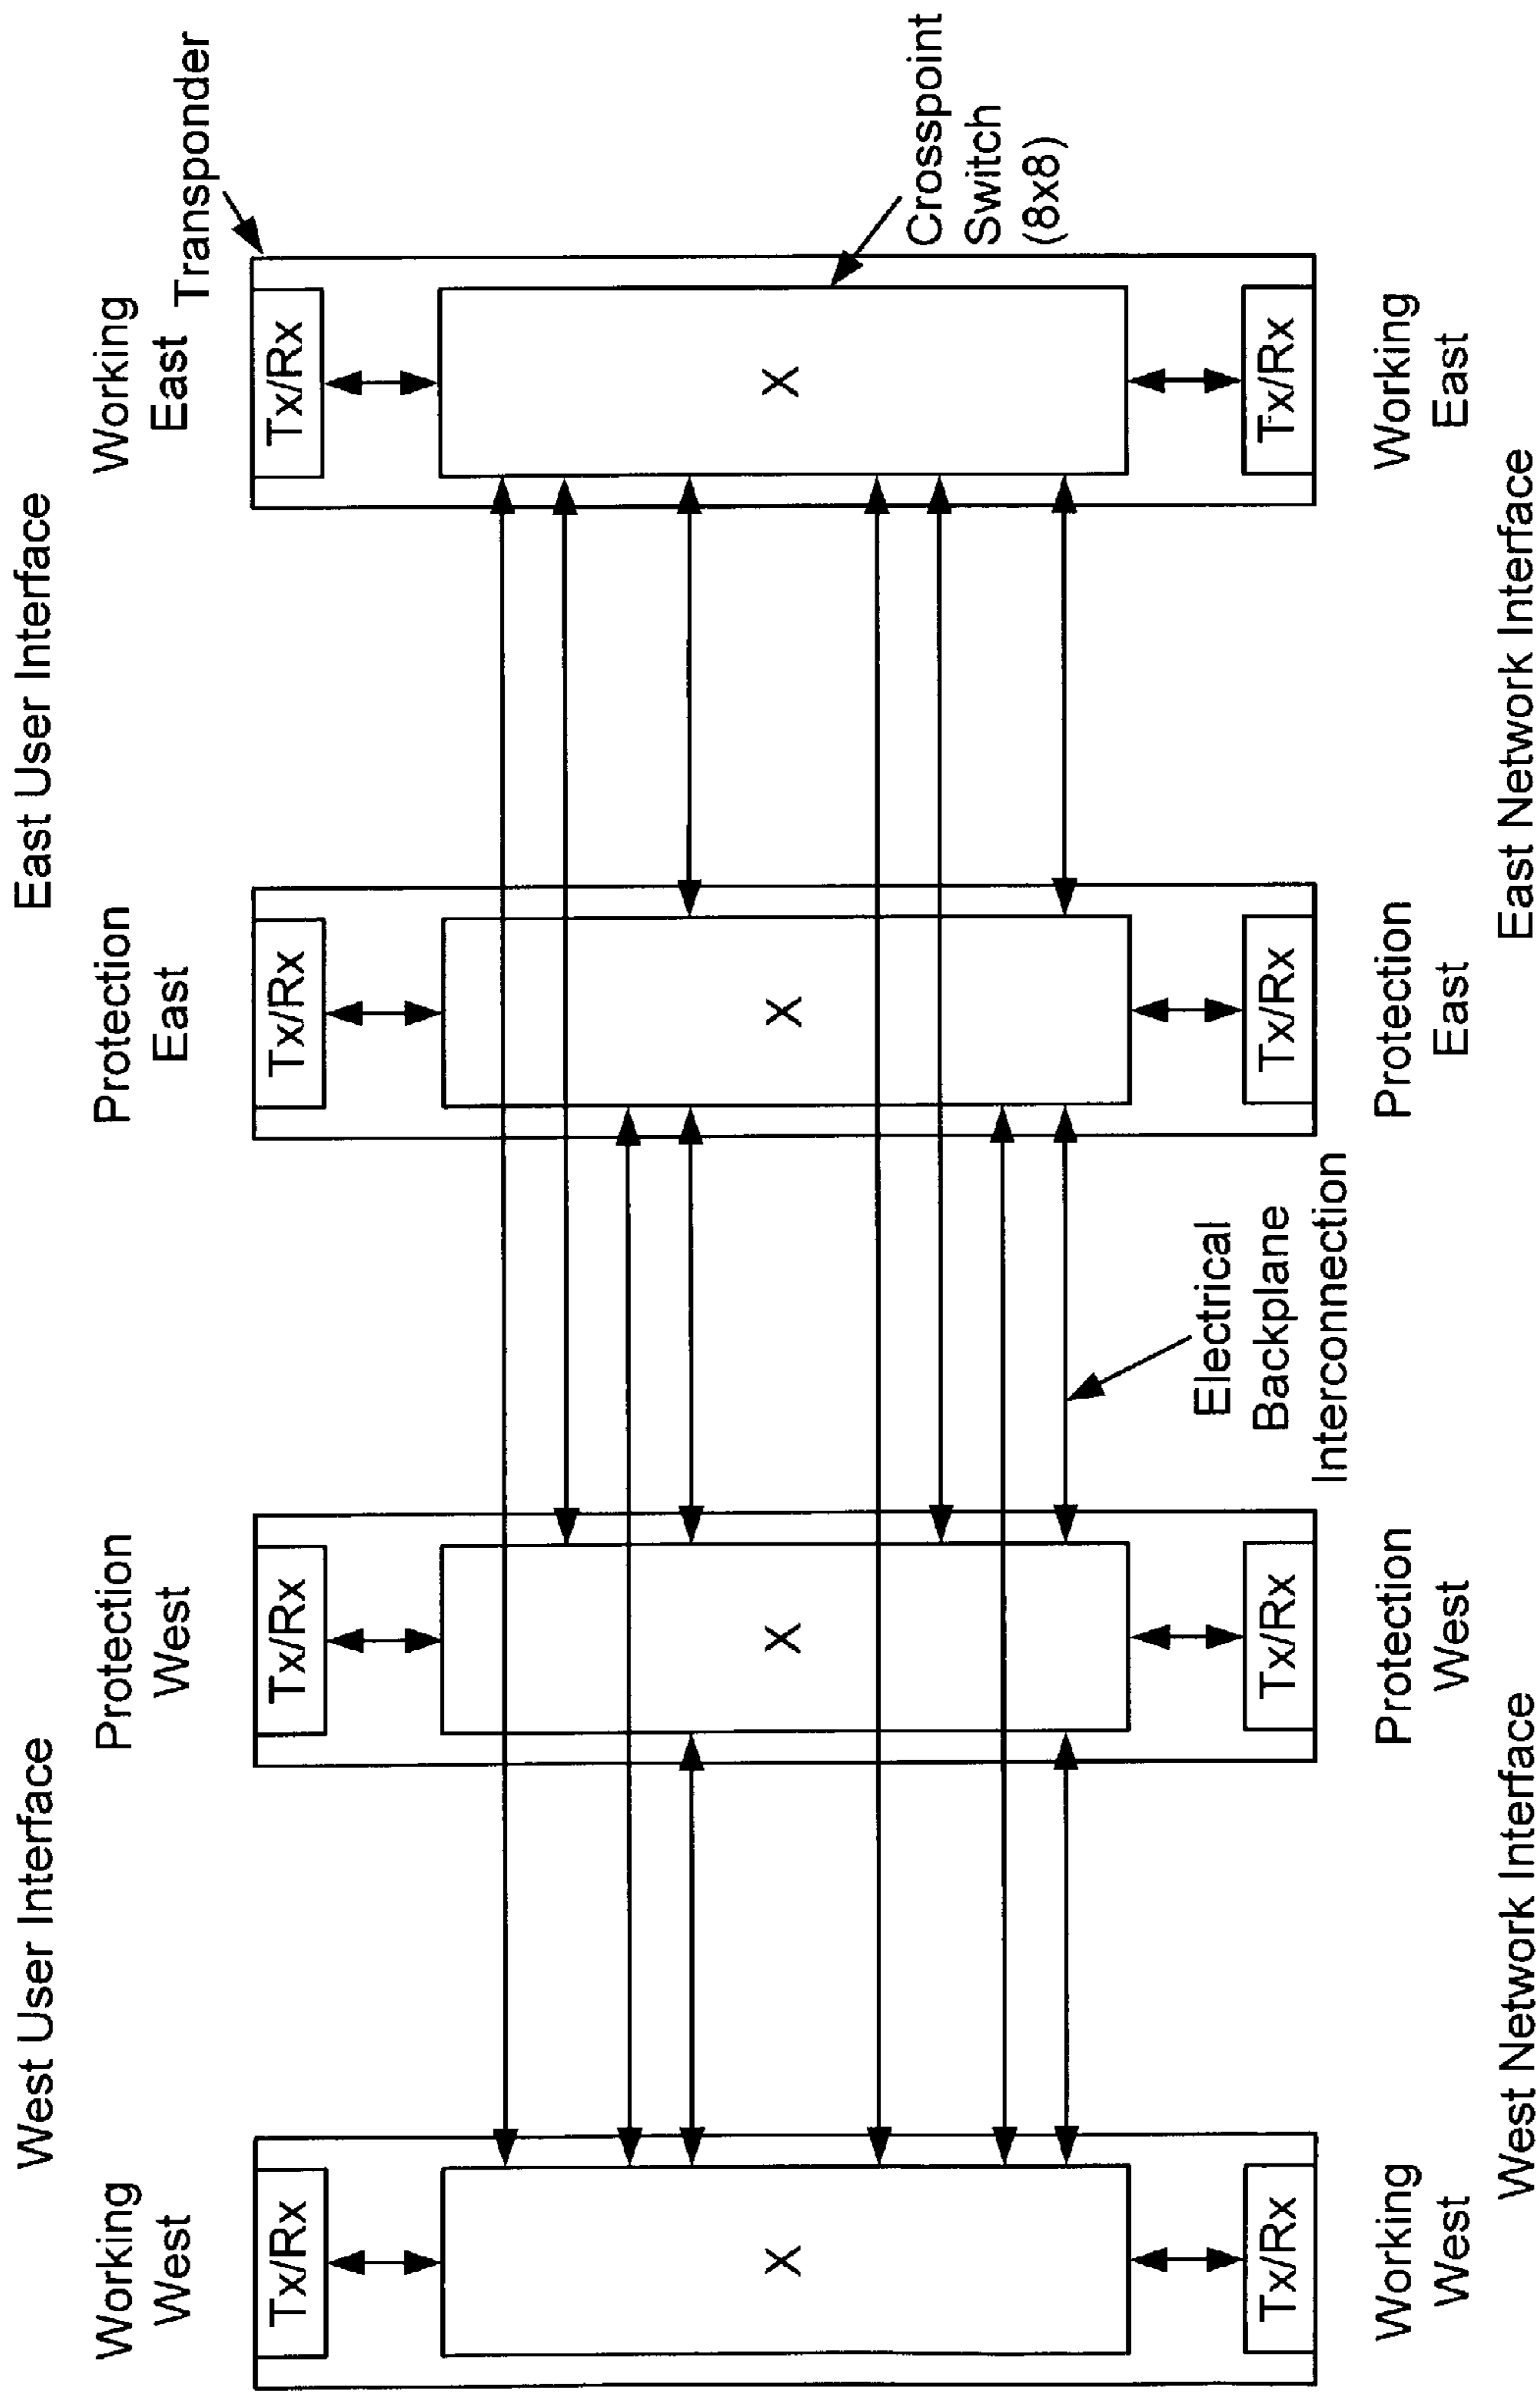 West User Interface
East User Interface
Working
West
Protection
West
Protection
East
Working
East
Transponder
Tx/Rx
Tx/Rx
Tx/Rx
Tx/Rx
X
X
X
X
Crosspoint
Switch
(8x8)
Electrical
Backplane
Interconnection
Tx/Rx
Tx/Rx
Tx/Rx
Tx/Rx
Working
West
Protection
West
Protection
East
Working
East
West Network Interface
East Network Interface